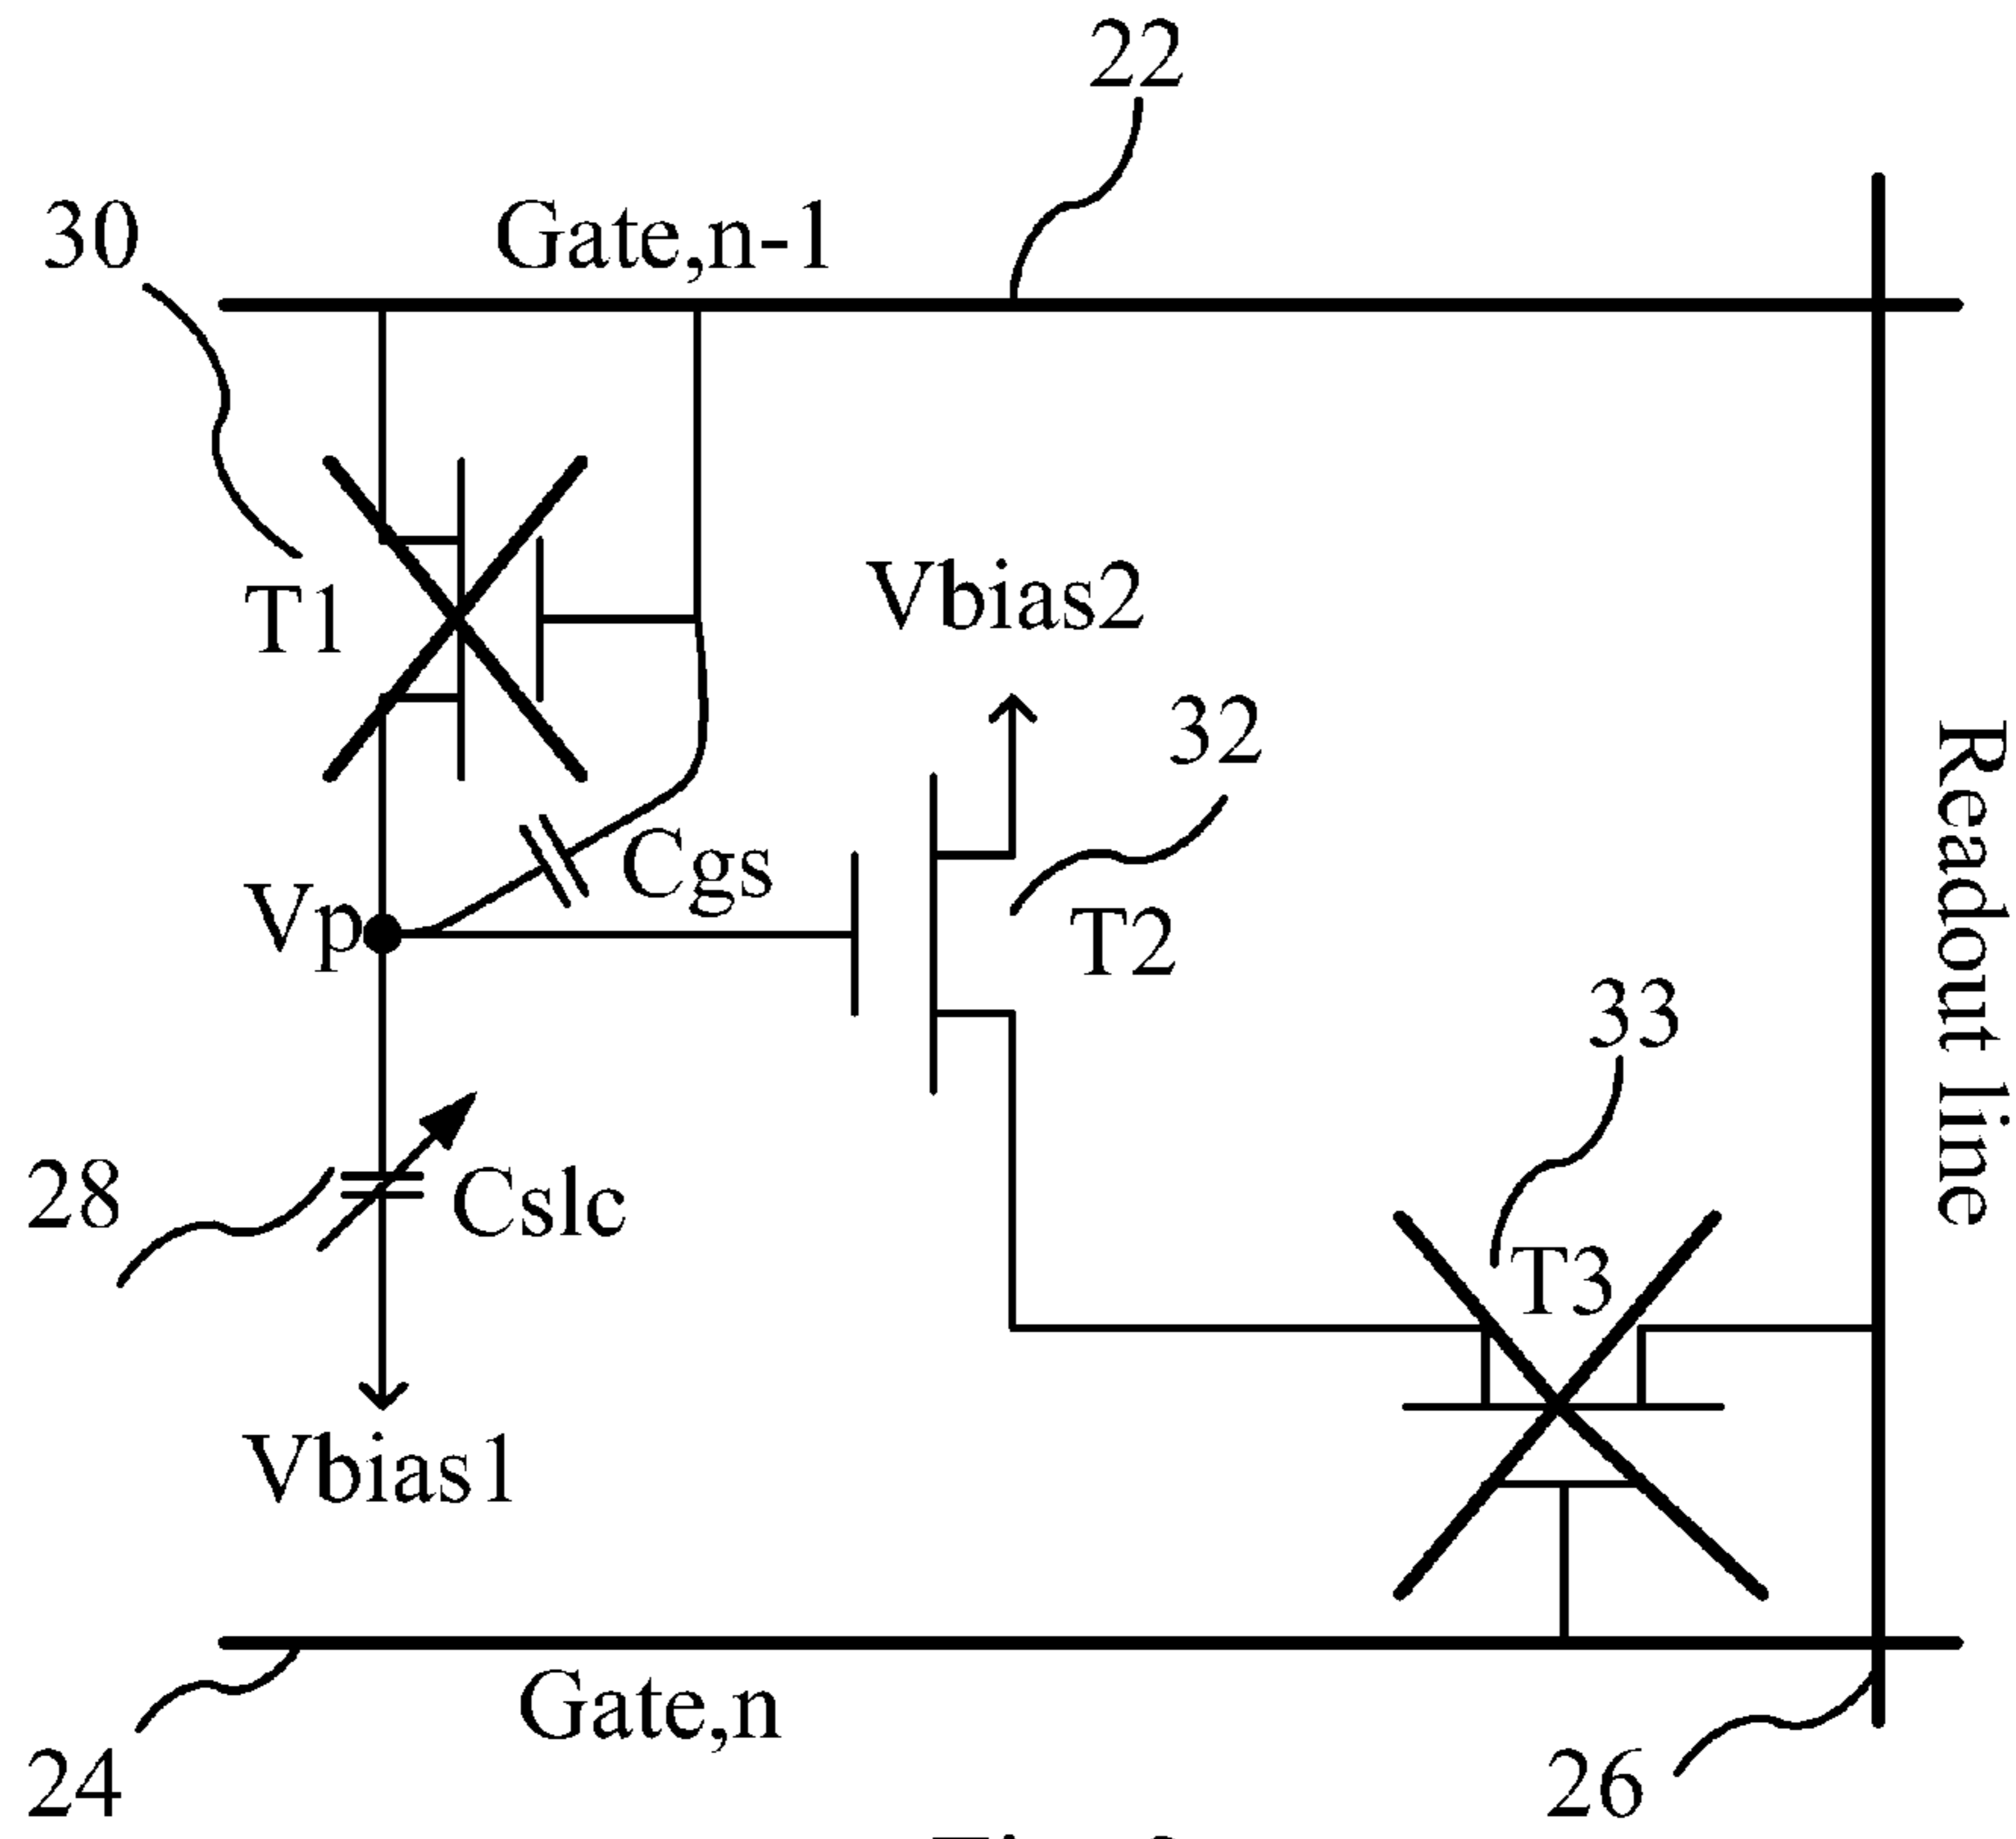 22
30
Gate,n-1
T1
Vbias2
32
Cgs
Vp
T2
33
Readout line
28
Cslc
T3
Vbias1
Gate,n
24
26